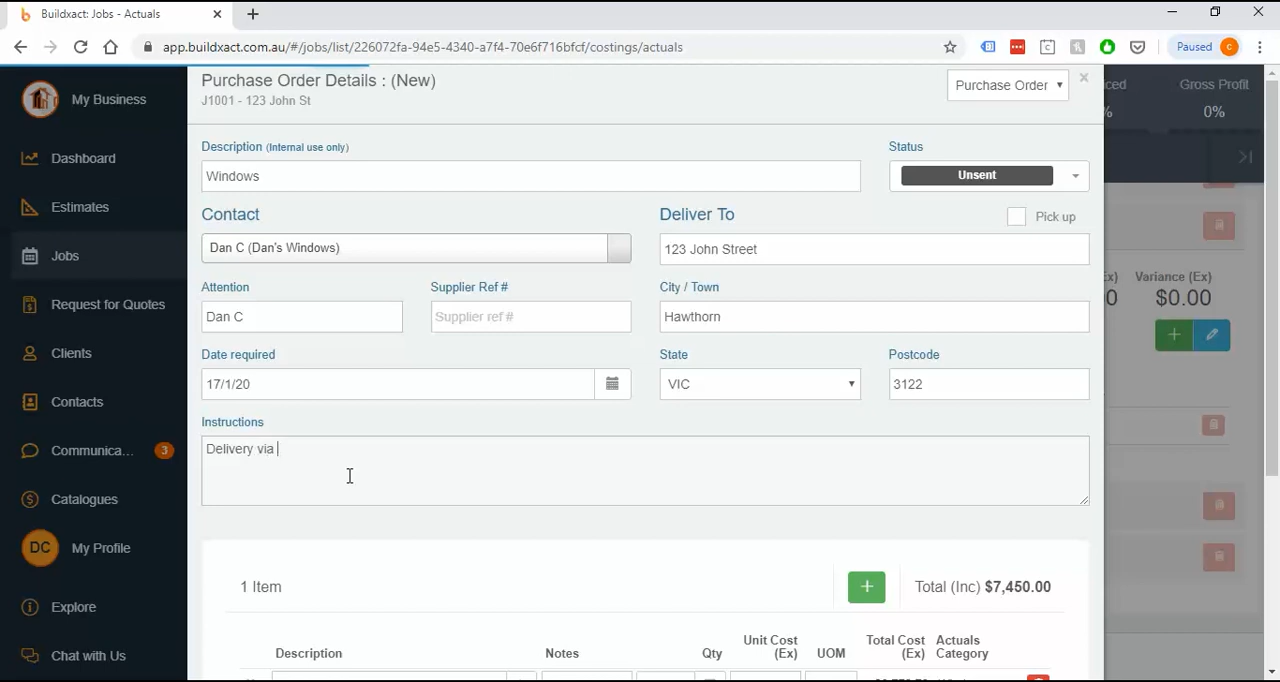 Buildxact: Jobs - Actuals
app.buildxact.com.au/#/jobs/list/226072fa-94e5-4340-a7f4-70e6f716bfcf/costings/actuals
Paused
C
My Business
Dashboard
Estimates
Jobs
Request for Quotes
Clients
Contacts
Communica... 3
Catalogues
DC My Profile
Explore
Chat with Us
Purchase Order Details : (New)
J1001 - 123 John St
Purchase Order
Description (Internal use only)
Windows
Status
Unsent
Contact
Dan C (Dan's Windows)
Deliver To
Pick up
123 John Street
Attention
Dan C
Supplier Ref #
Supplier ref #
City / Town
Hawthorn
Date required
17/1/20
State
VIC
Postcode
3122
Instructions
Delivery via
1 Item
+
Total (Inc) $7,450.00
Description
Notes
Qty
Unit Cost
(Ex)
UOM
Total Cost
(Ex)
Actuals
Category
Gross Profit
%
0%
Variance (Ex)
$0.00